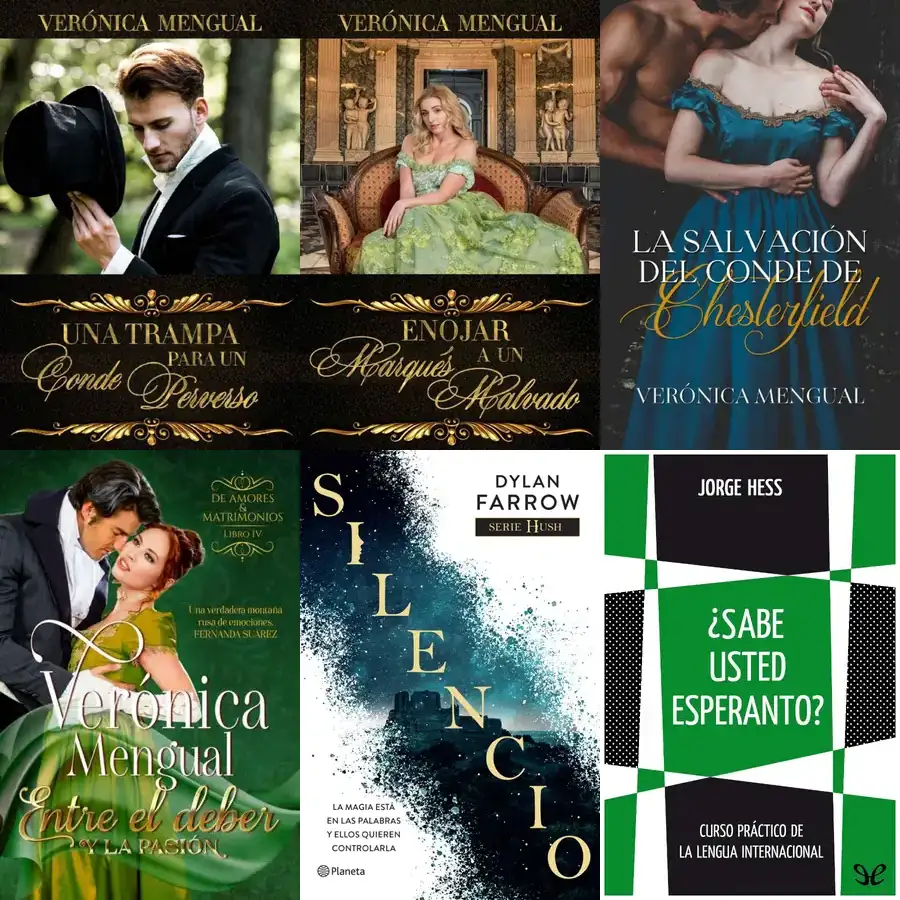 VERÓNICA MENGUAL
UNA TRAMPA
PARA UN
Conde
Perverso
VERÓNICA MENGUAL
ENOJAR
A UN
Marqués
Malvado
LA SALVACIÓN
DEL CONDE DE
Chesterfield
VERÓNICA MENGUAL
DE AMORES
&
MATRIMONIOS
LIBRO IV
Una verdadera montaña
rusa de emociones.
FERNANDA SUÁREZ
Verónica
Mengual
Entre el deber
Y LA PASIÓN
DYLAN
FARROW
SERIE HUSH
SILENCIO
LA MAGIA ESTÁ
EN LAS PALABRAS
Y ELLOS QUIEREN
CONTROLARLA
Planeta
JORGE HESS
¿SABE
USTED
ESPERANTO?
CURSO PRÁCTICO DE
LA LENGUA INTERNACIONAL